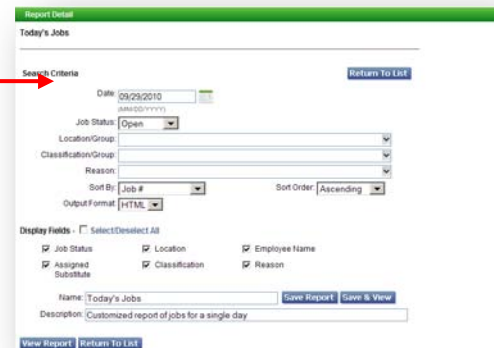 Report Detail
Today's Jobs
Search Criteria
Return To List
Date: 09/29/2010
(MM/DD/YYYY)
Job Status: Open
Location/Group:
Classification/Group:
Reason:
Sort By: Job # Sort Order: Ascending
Output Format: HTML
Display Fields - Select/Deselect All
Job Status Location Employee Name
Assigned Substitute Classification Reason
Name: Today's Jobs Save Report Save & View
Description: Customized report of jobs for a single day
View Report Return To List